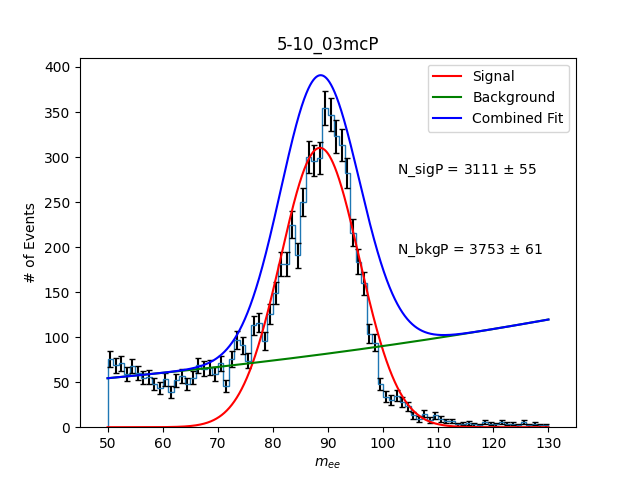 5-10_03mcP
400
350
300
250
200
150
100
50
0
# of Events
Signal
Background
Combined Fit
N_sigP = 3111 ± 55
N_bkgP = 3753 ± 61
50 60 70 80 90 100 110 120 130
m_ee